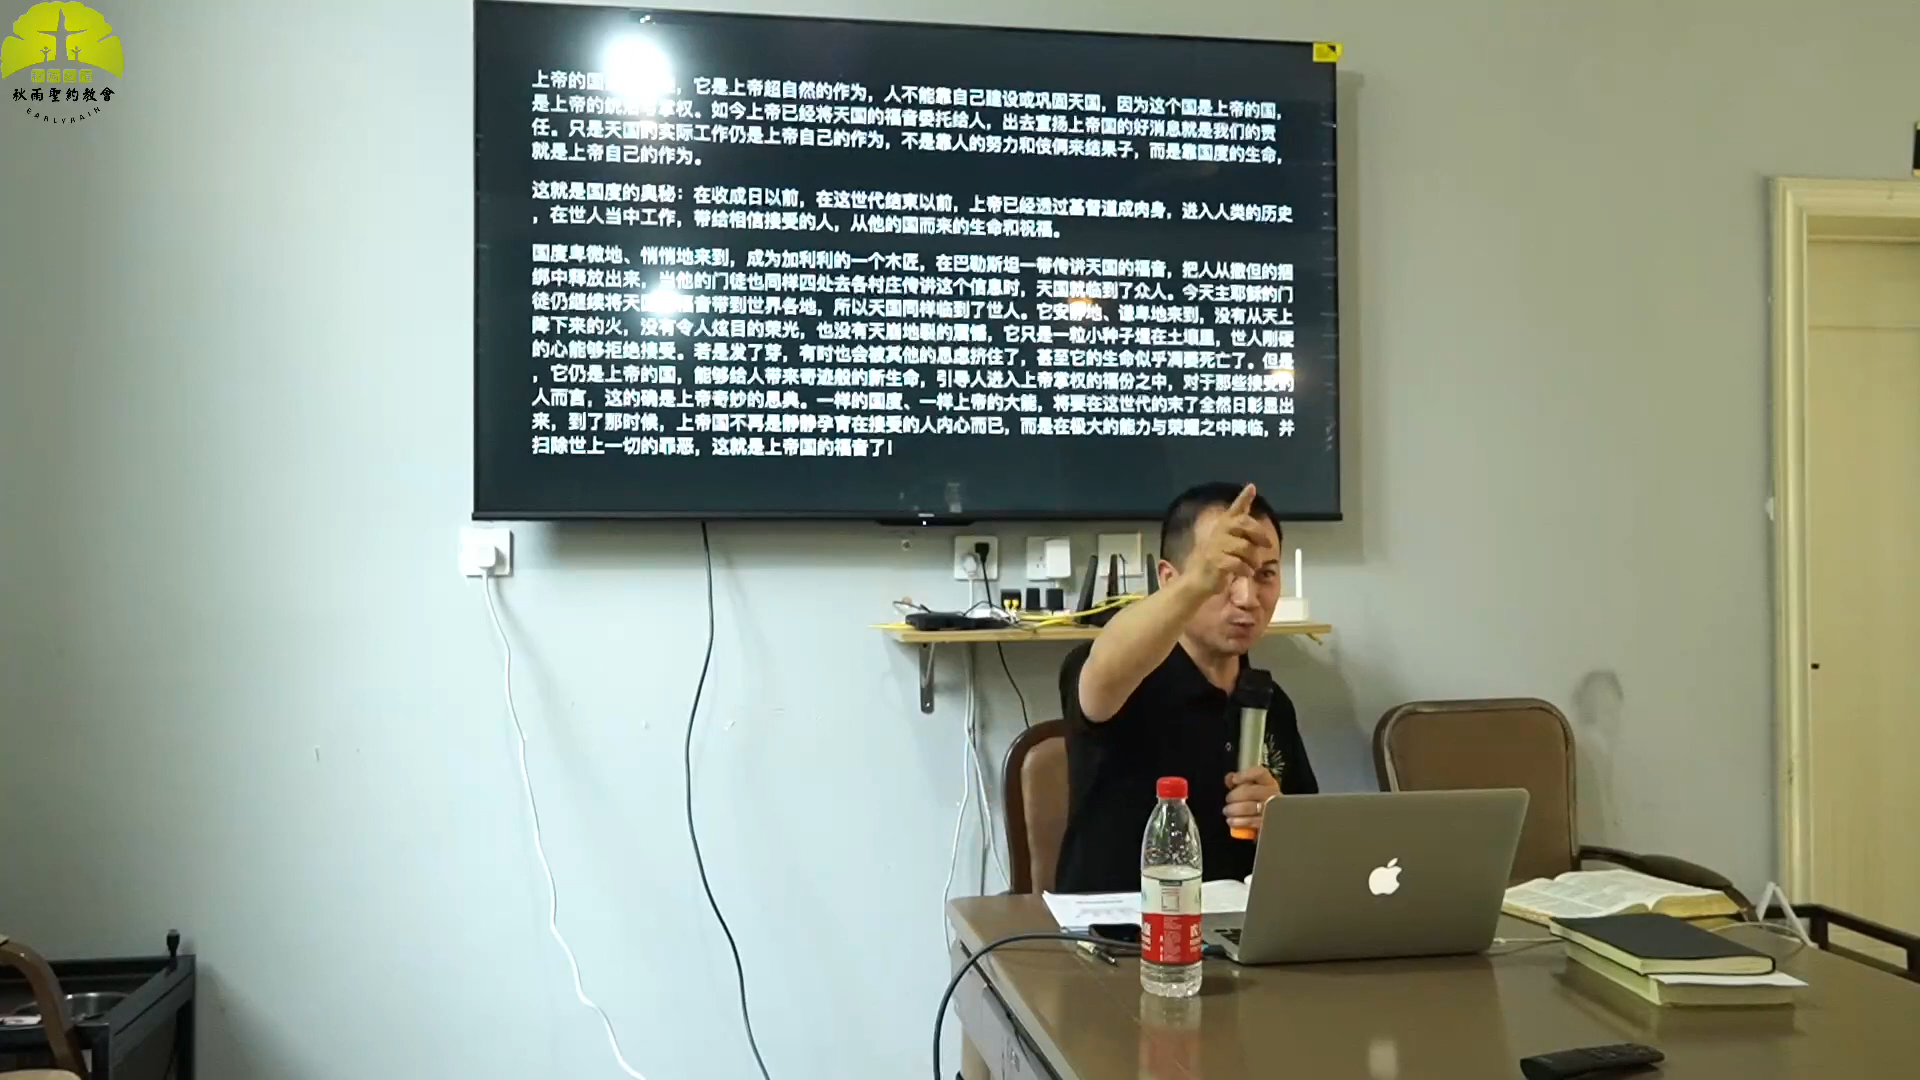 秋雨聖約教會
EARLYRAIN
上帝的国 ，它是上帝超自然的作为，人不能靠自己建设或巩固天国，因为这个国是上帝的国，
是上帝的统治与掌权。如今上帝已经将天国的福音委托给人，出去宣扬上帝国的好消息就是我们的责
任。只是天国的实际工作仍是上帝自己的作为，不是靠人的努力和伎俩来结果子，而是靠国度的生命，
就是上帝自己的作为。
这就是国度的奥秘：在收成日以前，在这世代结束以前，上帝已经透过基督道成肉身，进入人类的历史
，在世人当中工作，带给相信接受的人，从他的国而来的生命和祝福。
国度卑微地、悄悄地来到，成为加利利的一个木匠，在巴勒斯坦一带传讲天国的福音，把人从撒但的捆
绑中释放出来，当他的门徒也同样四处去各村庄传讲这个信息时，天国就临到了众人。今天主耶稣的门
徒仍继续将天国的福音带到世界各地，所以天国同样临到了世人。它安静地、谦卑地来到，没有从天上
降下来的火，没有令人炫目的荣光，也没有天崩地裂的震憾，它只是一粒小种子埋在土壤里，世人刚硬
的心能够拒绝接受。若是发了芽，有时也会被其他的思虑挤住了，甚至它的生命似乎凋萎死亡了。但是
，它仍是上帝的国，能够给人带来奇迹般的新生命，引导人进入上帝掌权的福份之中，对于那些接受的
人而言，这的确是上帝奇妙的恩典。一样的国度、一样上帝的大能，将要在这世代的末了全然日彰显出
来，到了那时候，上帝国不再是静静孕育在接受的人内心而已，而是在极大的能力与荣耀之中降临，并
扫除世上一切的罪恶，这就是上帝国的福音了！